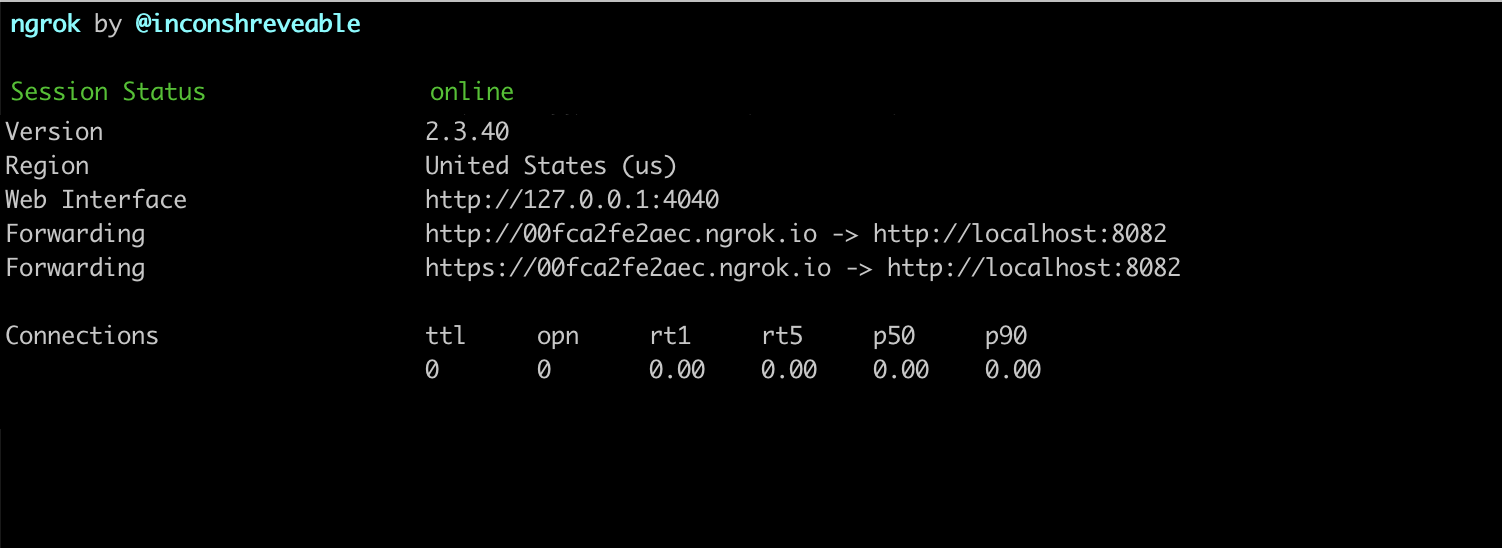 ngrok by @inconshreveable
Session Status online
Version 2.3.40
Region United States (us)
Web Interface http://127.0.0.1:4040
Forwarding http://00fca2fe2aec.ngrok.io -> http://localhost:8082
Forwarding https://00fca2fe2aec.ngrok.io -> http://localhost:8082
Connections ttl opn rt1 rt5 p50 p90
0 0 0.00 0.00 0.00 0.00